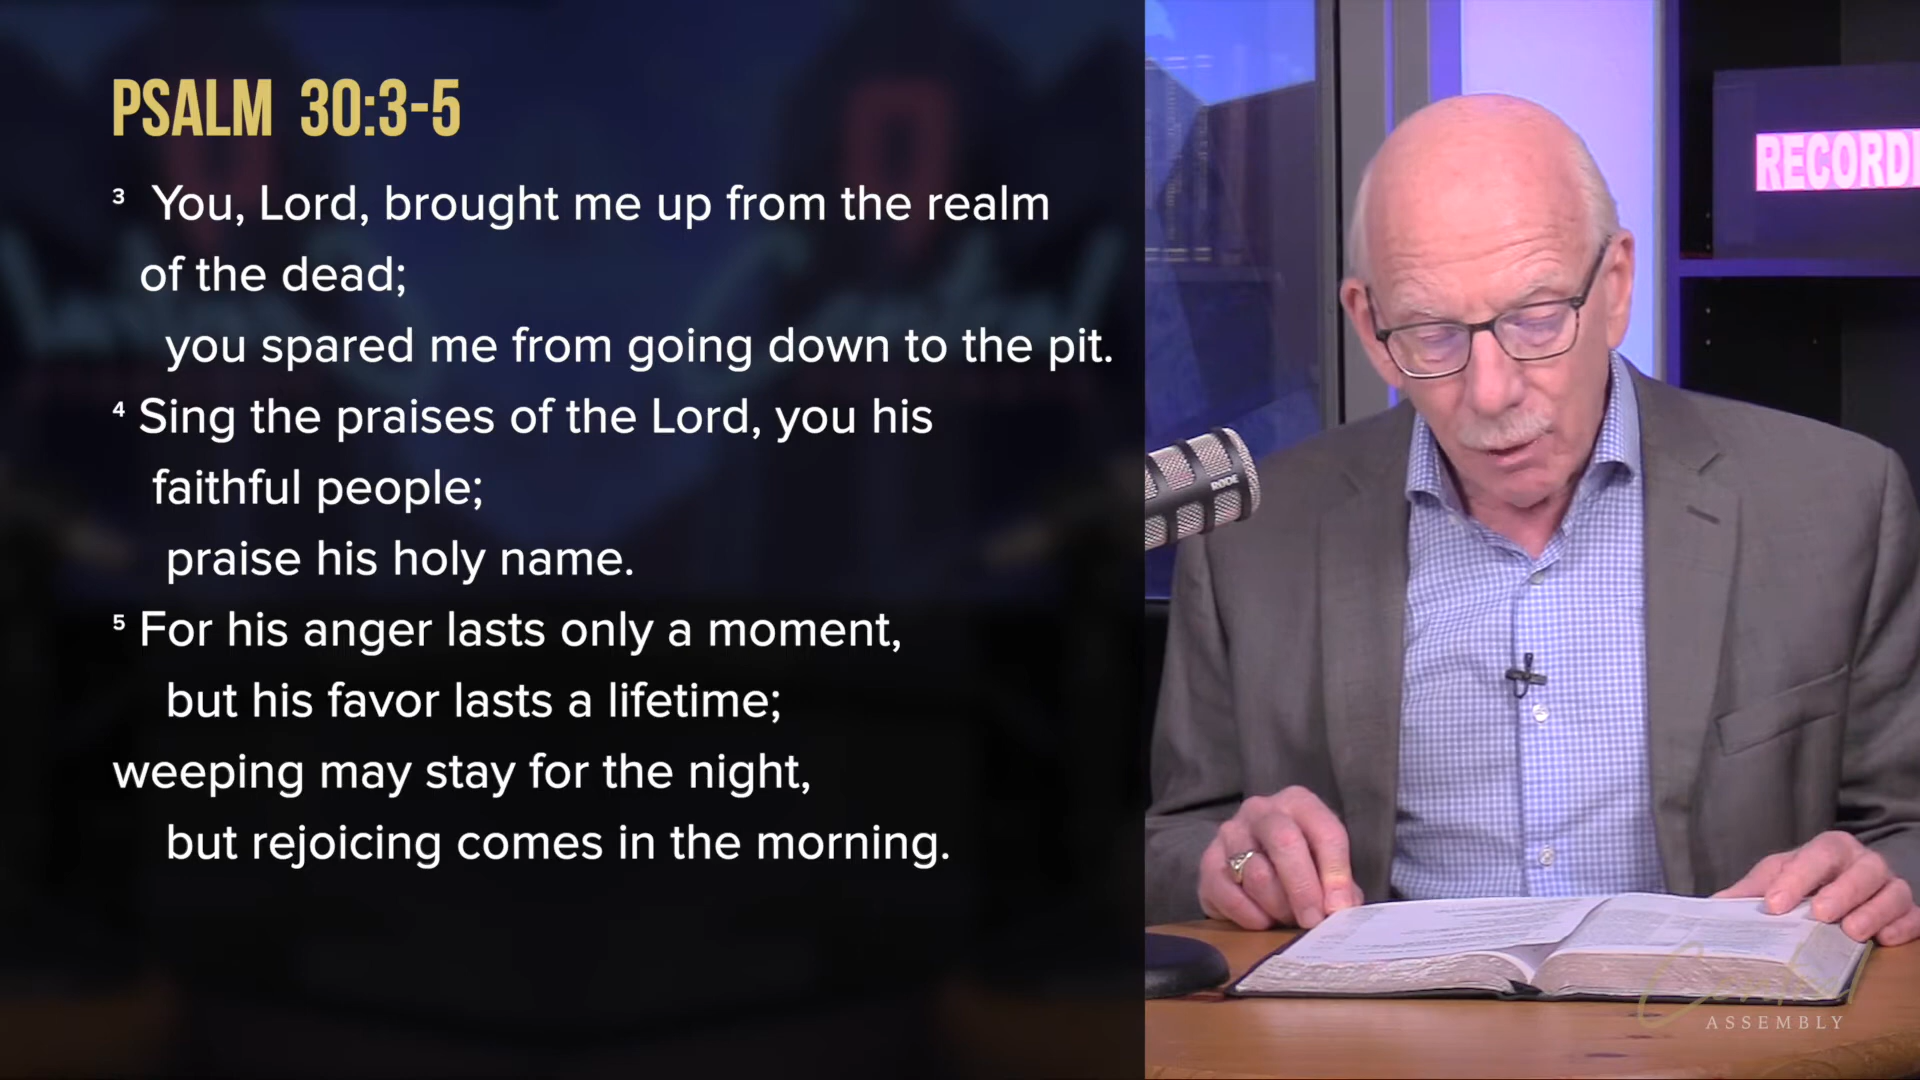 PSALM 30:3-5
3 You, Lord, brought me up from the realm
of the dead;
you spared me from going down to the pit.
4 Sing the praises of the Lord, you his
faithful people;
praise his holy name.
5 For his anger lasts only a moment,
but his favor lasts a lifetime;
weeping may stay for the night,
but rejoicing comes in the morning.
RECORDI
RODE
Central
ASSEMBLY